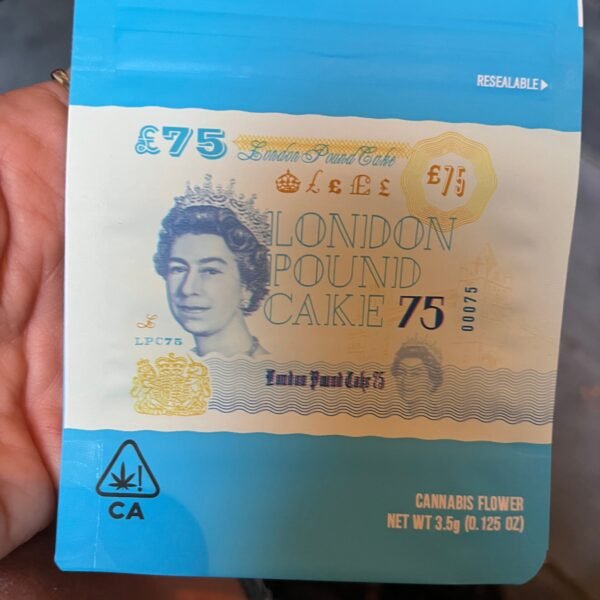 RESEALABLE
£75
London Pound Cake
£ £ £ £
£75
LONDON
POUND
CAKE 75
00075
£
LPC75
London Pound Cake 75
CA
CANNABIS FLOWER
NET WT 3.5g (0.125 OZ)